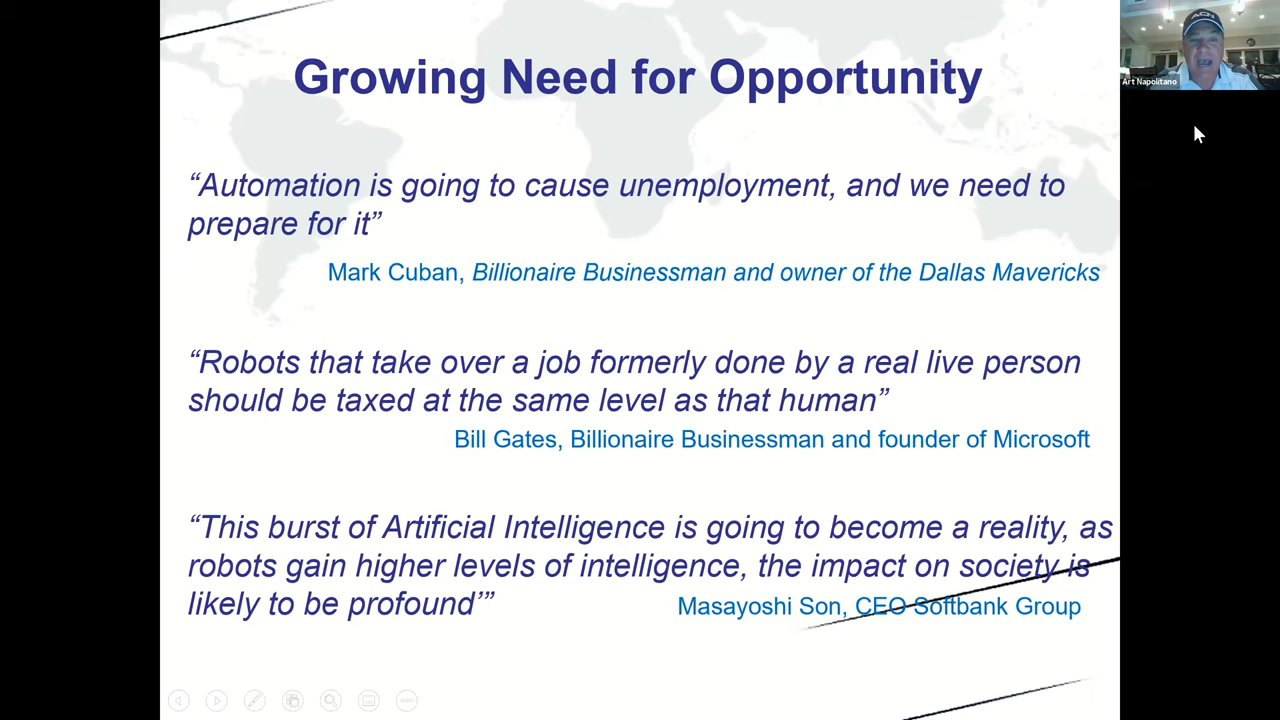 Growing Need for Opportunity
“Automation is going to cause unemployment, and we need to
prepare for it”
Mark Cuban, Billionaire Businessman and owner of the Dallas Mavericks
“Robots that take over a job formerly done by a real live person
should be taxed at the same level as that human”
Bill Gates, Billionaire Businessman and founder of Microsoft
“This burst of Artificial Intelligence is going to become a reality, as
robots gain higher levels of intelligence, the impact on society is
likely to be profound’”
Masayoshi Son, CEO Softbank Group
Art Napolitano